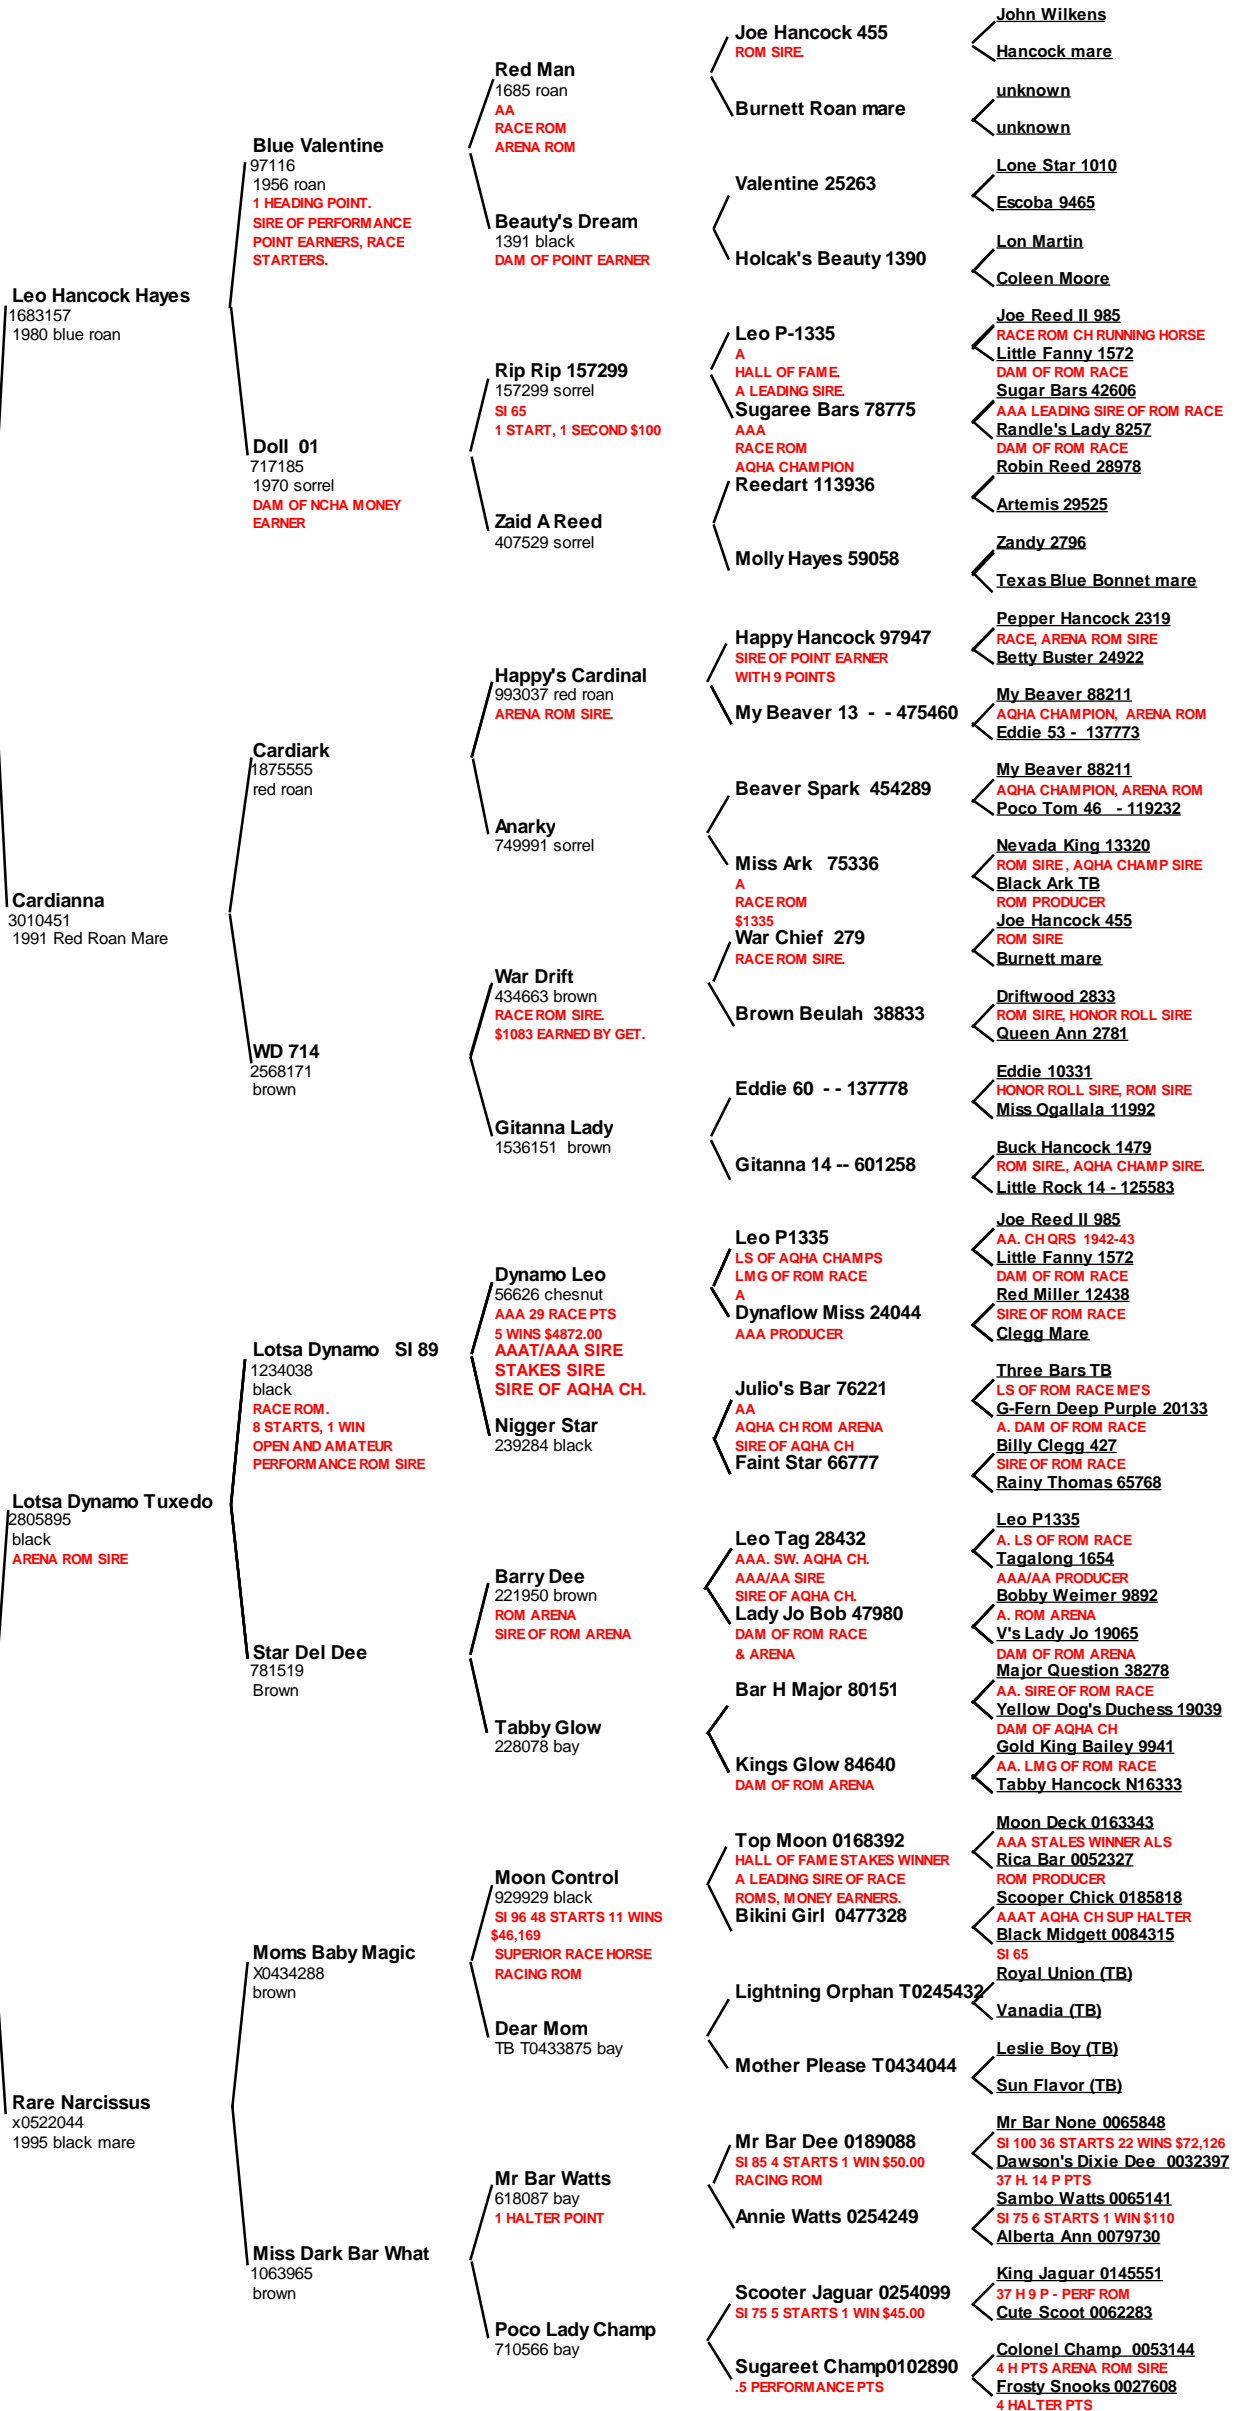 Leo Hancock Hayes
1683157
1980 blue roan
Cardianna
3010451
1991 Red Roan Mare
Lotsa Dynamo Tuxedo
2805895
black
ARENA ROM SIRE
Rare Narcissus
x0522044
1995 black mare
Blue Valentine
97116
1956 roan
1 HEADING POINT.
SIRE OF PERFORMANCE
POINT EARNERS, RACE
STARTERS.
Doll 01
717185
1970 sorrel
DAM OF NCHA MONEY
EARNER
Cardiark
1875555
red roan
WD 714
2568171
brown
Lotsa Dynamo SI 89
1234038
black
RACE ROM.
8 STARTS, 1 WIN
OPEN AND AMATEUR
PERFORMANCE ROM SIRE
Star Del Dee
781519
Brown
Moms Baby Magic
X0434288
brown
Miss Dark Bar What
1063965
brown
Red Man
1685 roan
AA
RACE ROM
ARENA ROM
Beauty's Dream
1391 black
DAM OF POINT EARNER
Rip Rip 157299
157299 sorrel
SI 65
1 START, 1 SECOND $100
Zaid A Reed
407529 sorrel
Happy's Cardinal
993037 red roan
ARENA ROM SIRE.
Anarky
749991 sorrel
War Drift
434663 brown
RACE ROM SIRE.
$1083 EARNED BY GET.
Gitanna Lady
1536151 brown
Dynamo Leo
56626 chesnut
AAA 29 RACE PTS
5 WINS $4872.00
AAAT/AAA SIRE
STAKES SIRE
SIRE OF AQHA CH.
Nigger Star
239284 black
Barry Dee
221950 brown
ROM ARENA
SIRE OF ROM ARENA
Tabby Glow
228078 bay
Moon Control
929929 black
SI 96 48 STARTS 11 WINS
$46,169
SUPERIOR RACE HORSE
RACING ROM
Dear Mom
TB T0433875 bay
Mr Bar Watts
618087 bay
1 HALTER POINT
Poco Lady Champ
710566 bay
Joe Hancock 455
ROM SIRE.
Burnett Roan mare
Valentine 25263
Holcak's Beauty 1390
Leo P-1335
A
HALL OF FAME.
A LEADING SIRE.
Sugaree Bars 78775
AAA
RACE ROM
AQHA CHAMPION
Reedart 113936
Molly Hayes 59058
Happy Hancock 97947
SIRE OF POINT EARNER
WITH 9 POINTS
My Beaver 13 - - 475460
Beaver Spark 454289
Miss Ark 75336
A
RACE ROM
$1335
War Chief 279
RACE ROM SIRE.
Brown Beulah 38833
Eddie 60 - - 137778
Gitanna 14 -- 601258
Leo P1335
LS OF AQHA CHAMPS
LMG OF ROM RACE
A
Dynaflow Miss 24044
AAA PRODUCER
Julio's Bar 76221
AA
AQHA CH ROM ARENA
SIRE OF AQHA CH
Faint Star 66777
Leo Tag 28432
AAA. SW. AQHA CH.
AAA/AA SIRE
SIRE OF AQHA CH.
Lady Jo Bob 47980
DAM OF ROM RACE
& ARENA
Bar H Major 80151
Kings Glow 84640
DAM OF ROM ARENA
Top Moon 0168392
HALL OF FAME STAKES WINNER
A LEADING SIRE OF RACE
ROMS, MONEY EARNERS.
Bikini Girl 0477328
Lightning Orphan T0245432
Mother Please T0434044
Mr Bar Dee 0189088
SI 85 4 STARTS 1 WIN $50.00
RACING ROM
Annie Watts 0254249
Scooter Jaguar 0254099
SI 75 5 STARTS 1 WIN $45.00
Sugareet Champ0102890
.5 PERFORMANCE PTS
John Wilkens
Hancock mare
unknown
unknown
Lone Star 1010
Escoba 9465
Lon Martin
Coleen Moore
Joe Reed II 985
RACE ROM CH RUNNING HORSE
Little Fanny 1572
DAM OF ROM RACE
Sugar Bars 42606
AAA LEADING SIRE OF ROM RACE
Randle's Lady 8257
DAM OF ROM RACE
Robin Reed 28978
Artemis 29525
Zandy 2796
Texas Blue Bonnet mare
Pepper Hancock 2319
RACE, ARENA ROM SIRE
Betty Buster 24922
My Beaver 88211
AQHA CHAMPION, ARENA ROM
Eddie 53 - 137773
My Beaver 88211
AQHA CHAMPION, ARENA ROM
Poco Tom 46 - 119232
Nevada King 13320
ROM SIRE , AQHA CHAMP SIRE
Black Ark TB
ROM PRODUCER
Joe Hancock 455
ROM SIRE
Burnett mare
Driftwood 2833
ROM SIRE, HONOR ROLL SIRE
Queen Ann 2781
Eddie 10331
HONOR ROLL SIRE, ROM SIRE
Miss Ogallala 11992
Buck Hancock 1479
ROM SIRE., AQHA CHAMP SIRE.
Little Rock 14 - 125583
Joe Reed II 985
AA. CH QRS 1942-43
Little Fanny 1572
DAM OF ROM RACE
Red Miller 12438
SIRE OF ROM RACE
Clegg Mare
Three Bars TB
LS OF ROM RACE ME'S
G-Fern Deep Purple 20133
A. DAM OF ROM RACE
Billy Clegg 427
SIRE OF ROM RACE
Rainy Thomas 65768
Leo P1335
A. LS OF ROM RACE
Tagalong 1654
AAA/AA PRODUCER
Bobby Weimer 9892
A. ROM ARENA
V's Lady Jo 19065
DAM OF ROM ARENA
Major Question 38278
AA. SIRE OF ROM RACE
Yellow Dog's Duchess 19039
DAM OF AQHA CH
Gold King Bailey 9941
AA. LMG OF ROM RACE
Tabby Hancock N16333
Moon Deck 0163343
AAA STALES WINNER ALS
Rica Bar 0052327
ROM PRODUCER
Scooper Chick 0185818
AAAT AQHA CH SUP HALTER
Black Midgett 0084315
SI 65
Royal Union (TB)
Vanadia (TB)
Leslie Boy (TB)
Sun Flavor (TB)
Mr Bar None 0065848
SI 100 36 STARTS 22 WINS $72,126
Dawson's Dixie Dee 0032397
37 H. 14 P PTS
Sambo Watts 0065141
SI 75 6 STARTS 1 WIN $110
Alberta Ann 0079730
King Jaguar 0145551
37 H 9 P - PERF ROM
Cute Scoot 0062283
Colonel Champ 0053144
4 H PTS ARENA ROM SIRE
Frosty Snooks 0027608
4 HALTER PTS